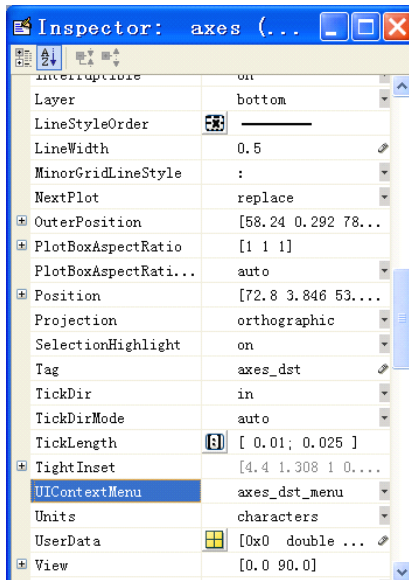 Inspector: axes (...
Interruptible on
Layer bottom
LineStyleOrder
LineWidth 0.5
MinorGridLineStyle :
NextPlot replace
OuterPosition [58.24 0.292 78...
PlotBoxAspectRatio [1 1 1]
PlotBoxAspectRati... auto
Position [72.8 3.846 53....
Projection orthographic
SelectionHighlight on
Tag axes_dst
TickDir in
TickDirMode auto
TickLength [ 0.01; 0.025 ]
TightInset [4.4 1.308 1 0....
UIContextMenu axes_dst_menu
Units characters
UserData [0x0 double ...
View [0.0 90.0]